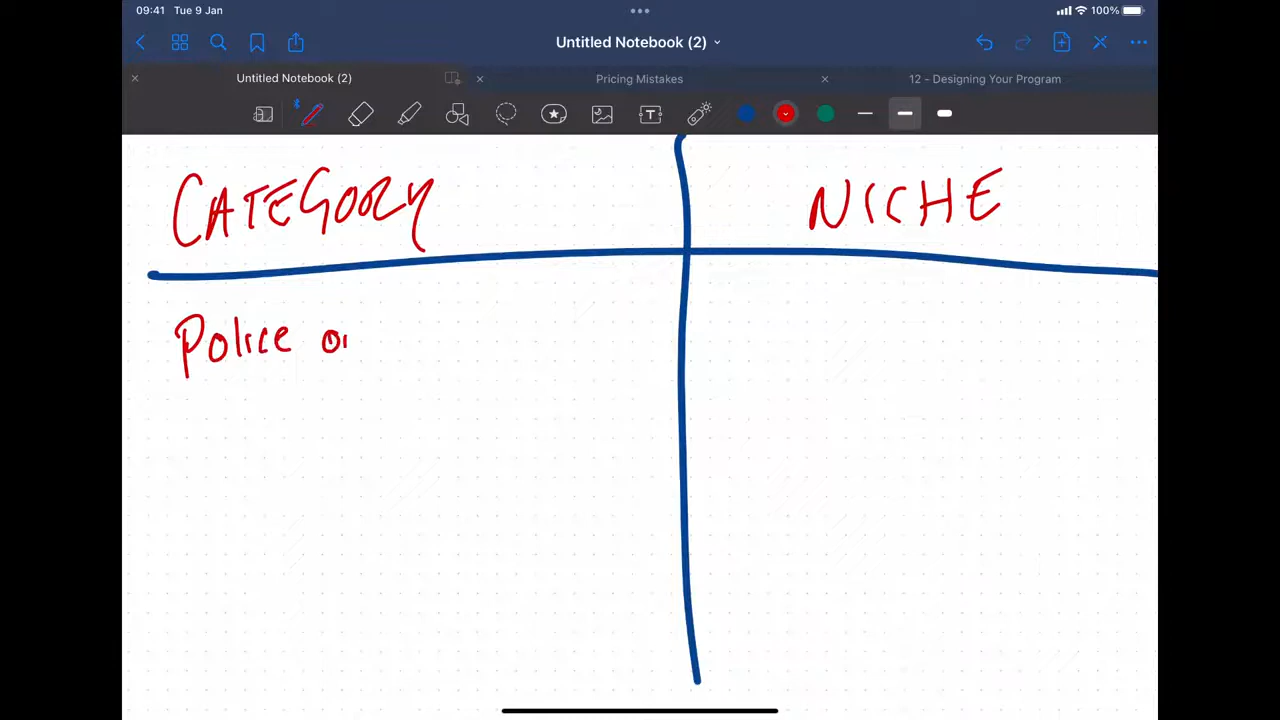 09:41 Tue 9 Jan 100%
Untitled Notebook (2)
Untitled Notebook (2) Pricing Mistakes 12 - Designing Your Program
T
CATEGORY NICHE
Police